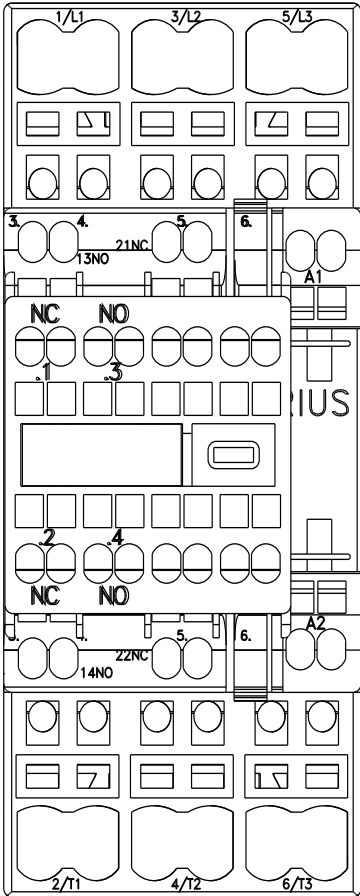 1/L1 3/L2 5/L3
3. 4. 5. 6.
13NO 21NC
A1
NC NO
.1 .3
RIUS
.2 .4
NC NO
A2
5. 6.
14NO 22NC
2/T1 4/T2 6/T3